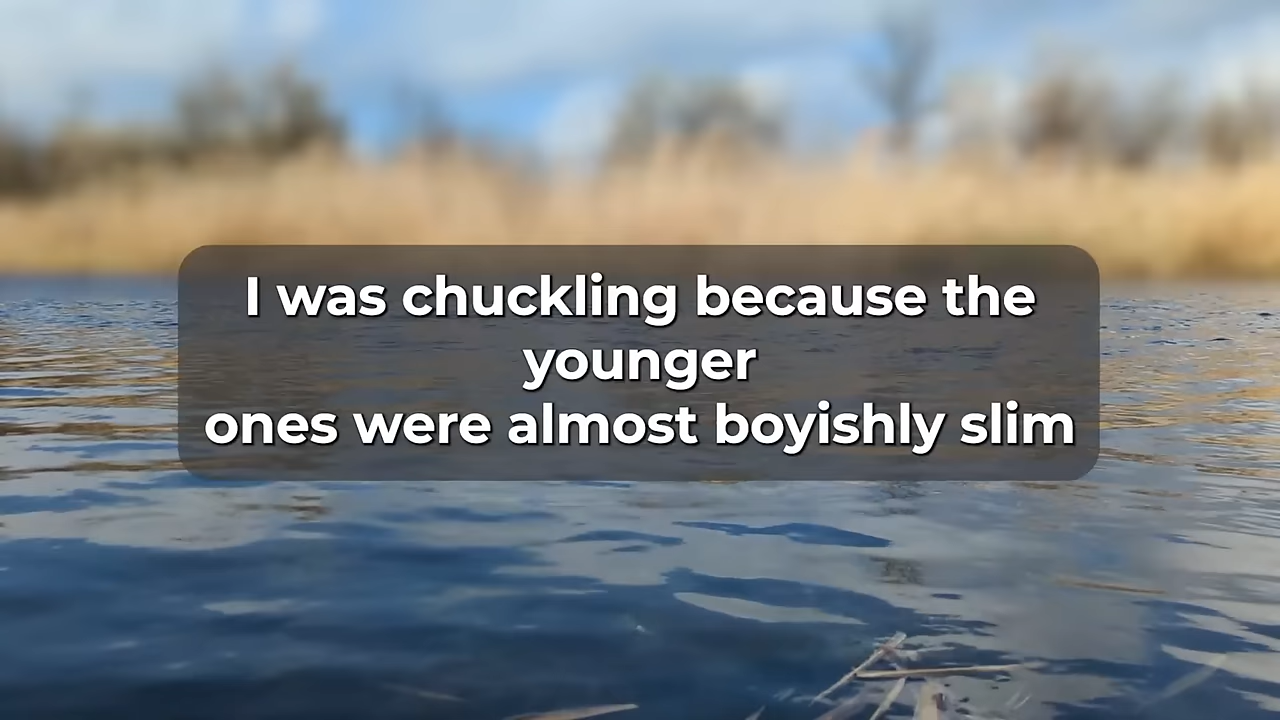 I was chuckling because the
younger
ones were almost boyishly slim